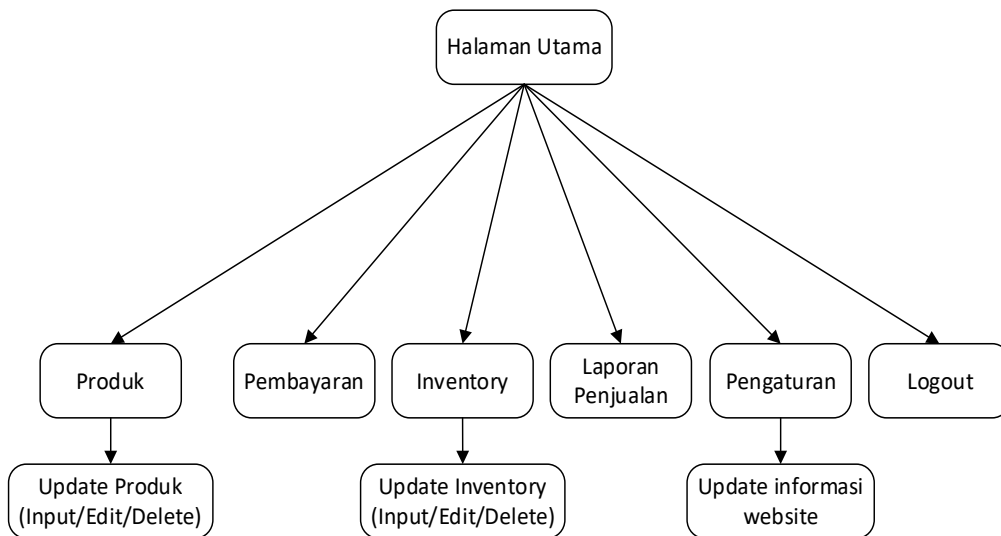 Halaman Utama
Produk
Pembayaran
Inventory
Laporan
Penjualan
Pengaturan
Logout
Update Produk
(Input/Edit/Delete)
Update Inventory
(Input/Edit/Delete)
Update informasi
website